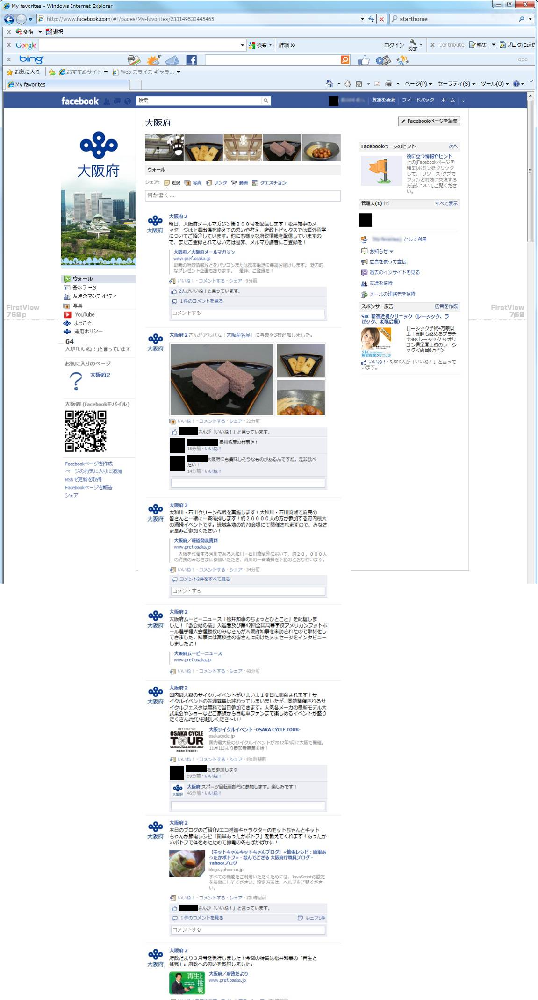 My favorites - Windows Internet Explorer
http://www.facebook.com/#!/pages/My-favorites/233149533445465
starthome
変換 選択
Google 検索 詳細 » ログイン 設定 Contribute 編集 ブログに送信
bing 6°
お気に入り おすすめサイト Web スライス ギャラ...
My favorites ページ(P) セーフティ(S) ツール(O)
facebook 検索 友達を検索 フィードバック ホーム
大阪府
Facebookページを編集
大阪府
ウォール
シェア: 近況 写真 リンク 動画 クエスチョン
何か書く...
大阪府2
明日、大阪府メールマガジン第200号を配信します！松井知事のメ
ッセージは上海出張を終えての思いや考え、府政トピックスでは海外留学
についてご紹介しています。他にも様々な府政情報を配信していますの
で、まだご登録されてない方は是非、メルマガ読者にご登録を！
大阪府／大阪府メールマガジン
www.pref.osaka.jp
最新の府政情報などをパソコンまたは携帯電話に毎週お届けします。 魅力的
なプレゼント企画もあります。 是非、ご登録を！
いいね！・コメントする・シェア・9分前
2人がいいね！と言っています。
1件のコメントを見る
コメントする
大阪府2さんがアルバム「大阪産名品」に写真を3枚追加しました。
大阪府
いいね！・コメントする・シェア・22分前
さんが「いいね！」と言っています。
泉州名産の村雨や！
15分前・いいね！
大阪府にも美味しそうなものがあるんですね。是非食べ
たい！
14分前・いいね！
大阪府2
大阪府
大和川・石川クリーン作戦を実施します！大和川・石川流域で府民の
皆さんと一緒に一斉清掃します！約20000人の方が参加する府内最大
の清掃イベントです。流域各地の約70会場にて開催されますので、みなさ
ま是非ご参加ください！
大阪府／報道発表資料
www.pref.osaka.jp
大阪を代表する河川である大和川・石川流域等において、約20,000人
の府民のみなさまに参加いただき、河川の一斉清掃を下記のとおり行います。
いいね！・コメントする・シェア・34分前
コメント2件をすべて見る
コメントする
大阪府2
大阪府
大阪府ムービーニュース「松井知事のちょっとひとこと」を配信しま
した！「歌会始の儀」入選者及び第42回全国高等学校アメリカンフットボ
ール選手権大会優勝校のみなさんが大阪府知事を来訪されたので取材をし
てきました。知事には高校生の皆さんに向けたメッセージをインタビュー
しましたよ！
大阪府ムービーニュース
www.pref.osaka.jp
いいね！・コメントする・シェア・40分前
大阪府2
大阪府
国内最大級のサイクルイベントがいよいよ18日に開催されます！サ
イクルイベントの先週募集は終わってしまいましたが...同時開催されるサ
イクルフェスタは無料で当日参加できます。人気各メーカの最新モデル大
試乗会やショーなどご家族から自転車ファンまで楽しめるイベントが盛り
だくさん♪ぜひお越しくださ～い！
OSAKA CYCLE
TOUR
OSAKA CYCLE EVENT 2012
大阪サイクルイベント -OSAKA CYCLE TOUR-
osakacycle.jp
国内最大級のサイクルイベントが2012年3月に大阪で開催。
11月1日より参加者募集開始！
いいね！・コメントする・シェア・約1時間前
私も参加します
59分前・いいね！
大阪府 スポーツ自転車部門に参加します。楽しみです！
46分前・いいね！
大阪府2
大阪府
本日のブログのご紹介♪エコ推進キャラクターのモットちゃんとキット
ちゃんが節電レシピ「簡単あったかポトフ」を教えてくれます！あったか
いポトフで体をあたためて節電の冬もぽかぽかに！
【モットちゃんキットちゃんブログ】≪節電レシピ：簡単あ
ったかポトフ≫ - なんでござる 大阪府庁職員ブログ -
Yahoo!ブログ
blogs.yahoo.co.jp
すべての機能をご利用いただくためには、JavaScriptの設定
を有効にしてください。設定方法は、ヘルプをご覧くださ
い。
いいね！・コメントする・シェア・約1時間前
さんが「いいね！」と言っています。
1件のコメントを見る シェア1件
コメントする
大阪府2
大阪府
府政だより3月号を発行しました！今回の特集は松井知事の「再生と
挑戦」。府政への思いを取材しました。
再生と
挑戦
大阪府／府政だより
www.pref.osaka.jp
ウォール
基本データ
友達のアクティビティ
写真
YouTube
ようこそ！
運用ポリシー
64
人が「いいね！」と言っています
お気に入りのページ
大阪府2
大阪府 (Facebookモバイル)
Facebookページを作成
ページのお気に入りに追加
RSSで更新を取得
Facebookページを報告
シェア
Facebookページのヒント 次へ
役に立つ情報やヒント
上の[Facebookページを
編集]ボタンをクリック
して、[リソース]タブで
ファンと有効に交流する
方法についてご覧くださ
い。
管理人(1) [?] すべて表示
として利用
お知らせ
広告を使って宣伝
過去のインサイトを見る
友達を招待
メールの連絡先を招待
スポンサー広告 広告を作成
SBC 新宿近視クリニック（レーシック、ラ
ゼック、老眼治療）
レーシック手術4万眼以
上！医師も認めるプラチ
ナSBKレーシック ※オリ
コン満足度上位のレーシ
ック<両目8万円>
SBC
新宿近視クリニック
いいね！・5,506人が「いいね！」と言って
います。
FirstView
FirstView